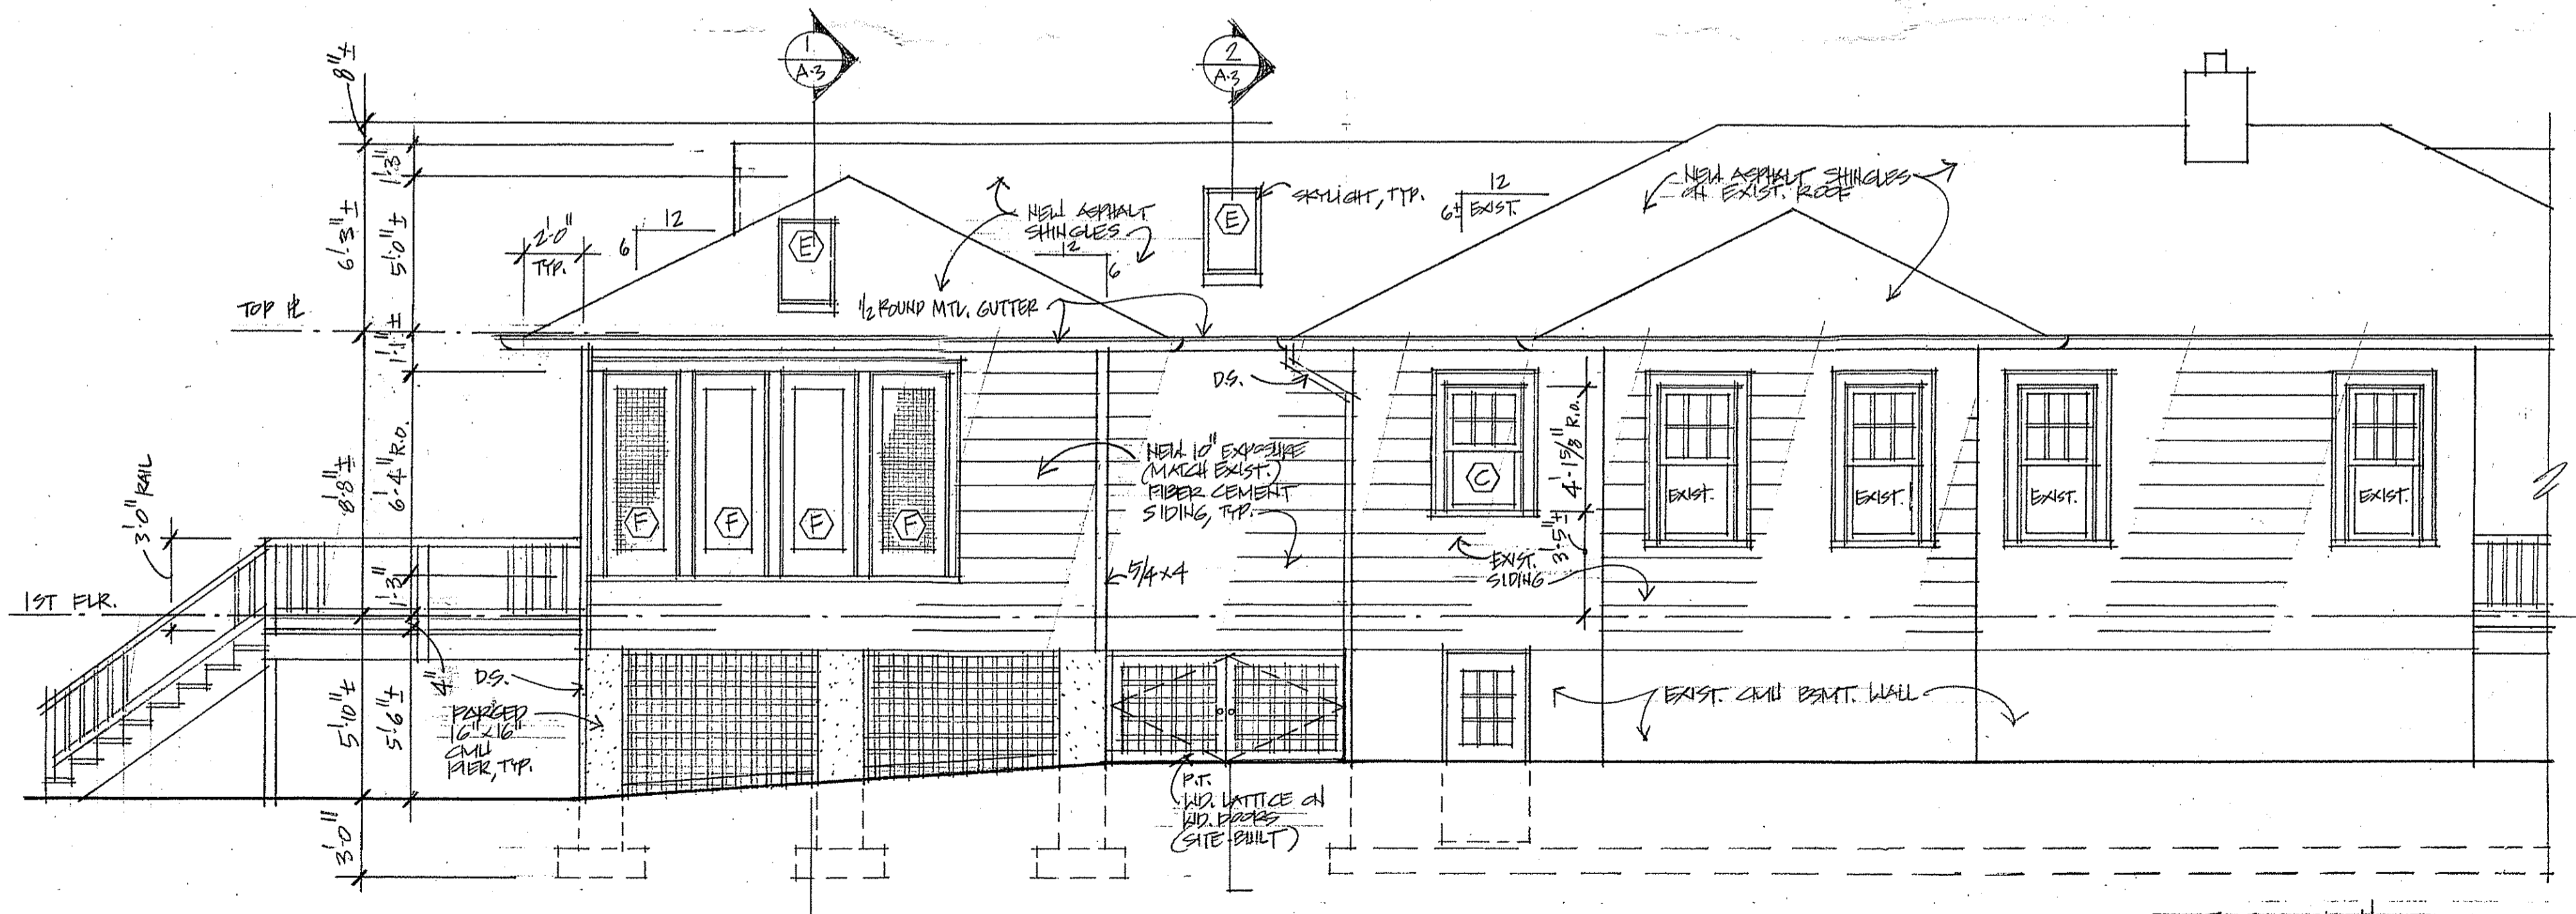 1
A.3
2
A.3
8"±
1'-3"
6'-3"±
5'-0"±
2'-0"
TYP.
12
6
NEW ASPHALT
SHINGLES
12
6
SKYLIGHT, TYP.
12
6± EXIST.
NEW ASPHALT SHINGLES
ON EXIST. ROOF
E
E
TOP PL
1/2 ROUND MTL. GUTTER
1'-1"±
D.S.
8'-8"±
6'-4" R.O.
3'-0" RAIL
NEW 10" EXPOSURE
(MATCH EXIST.)
FIBER CEMENT
SIDING, TYP.
F
F
F
F
C
4'-1 5/8" R.O.
3'-5"±
EXIST.
EXIST.
EXIST.
EXIST.
EXIST.
SIDING
5/4 x 4
1'-3"
1ST FLR.
4"
D.S.
5'-10"±
5'-6"±
PARGED
16"x16"
CMU
PIER, TYP.
EXIST. CMU BSMT. WALL
P.T.
WD. LATTICE ON
WD. DOORS
(SITE-BUILT)
3'-0"